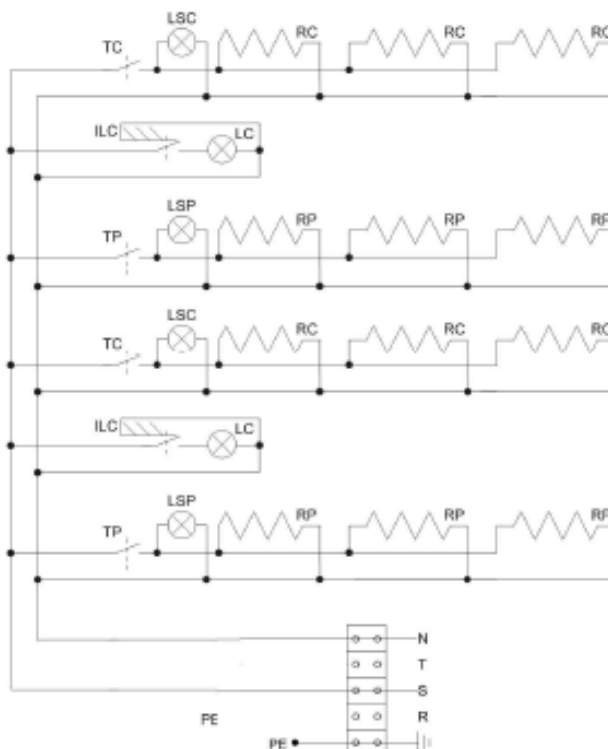 LSC
TC RC RC RC
ILC LC
LSP
TP RP RP RP
LSC
TC RC RC RC
ILC LC
LSP
TP RP RP RP
N
T
S
PE R
PE